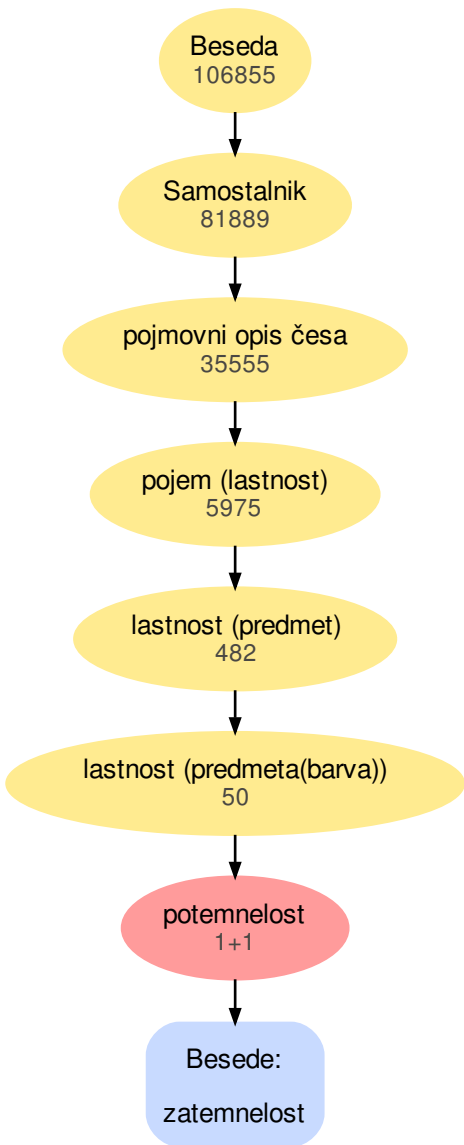 Beseda
106855
Samostalnik
81889
pojmovni opis česa
35555
pojem (lastnost)
5975
lastnost (predmet)
482
lastnost (predmeta(barva))
50
potemnelost
1+1
Besede:
zatemnelost